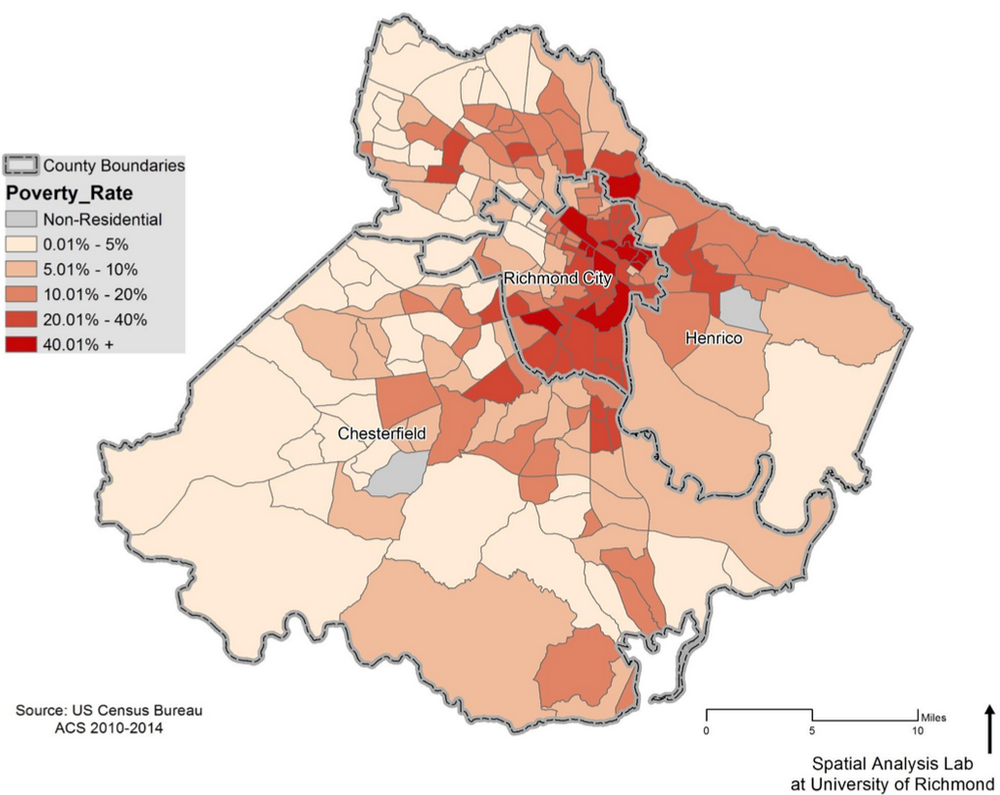 County Boundaries
Poverty_Rate
Non-Residential
0.01% - 5%
5.01% - 10%
10.01% - 20%
20.01% - 40%
40.01% +
Richmond City
Henrico
Chesterfield
Source: US Census Bureau
ACS 2010-2014
Miles
0 5 10
Spatial Analysis Lab
at University of Richmond